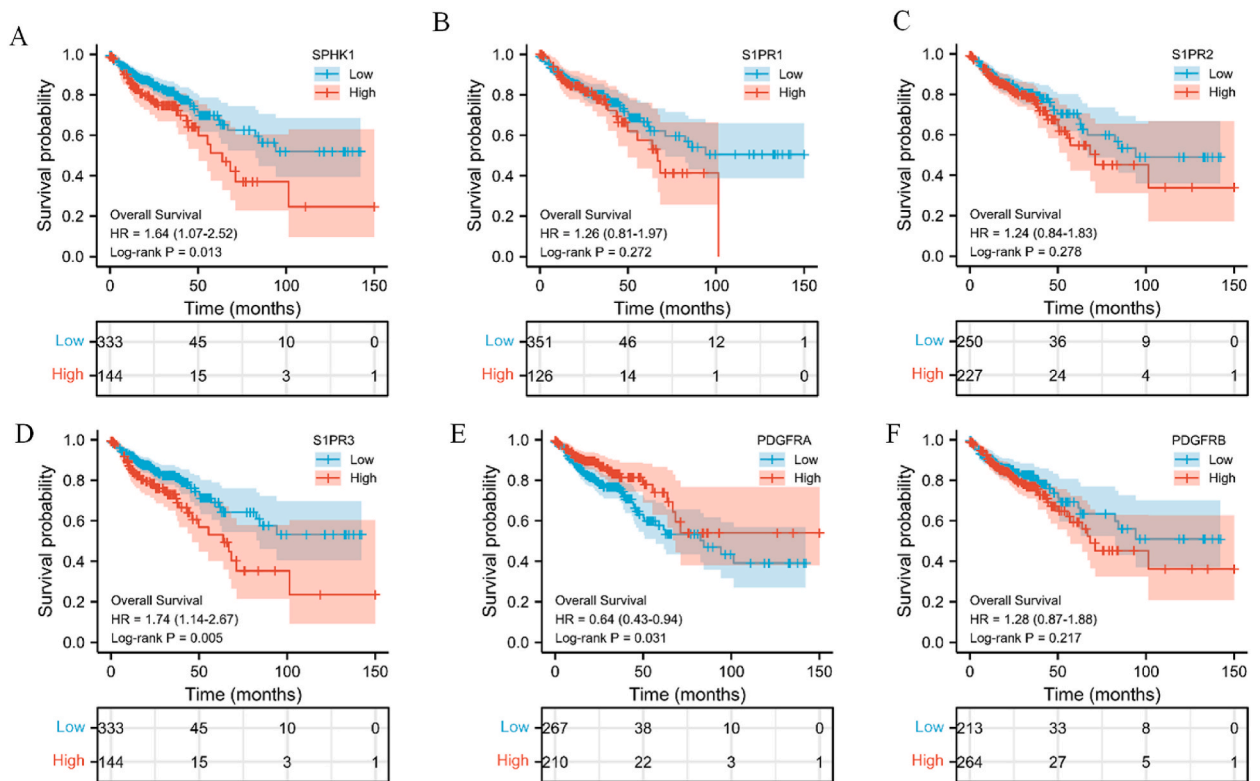 A
SPHK1
Low
High
Survival probability
1.0
0.8
0.6
0.4
0.2
0.0
Overall Survival
HR = 1.64 (1.07-2.52)
Log-rank P = 0.013
0 50 100 150
Time (months)
Low 333 45 10 0
High 144 15 3 1
B
S1PR1
Low
High
Survival probability
1.0
0.8
0.6
0.4
0.2
0.0
Overall Survival
HR = 1.26 (0.81-1.97)
Log-rank P = 0.272
0 50 100 150
Time (months)
Low 351 46 12 1
High 126 14 1 0
C
S1PR2
Low
High
Survival probability
1.0
0.8
0.6
0.4
0.2
0.0
Overall Survival
HR = 1.24 (0.84-1.83)
Log-rank P = 0.278
0 50 100 150
Time (months)
Low 250 36 9 0
High 227 24 4 1
D
S1PR3
Low
High
Survival probability
1.0
0.8
0.6
0.4
0.2
0.0
Overall Survival
HR = 1.74 (1.14-2.67)
Log-rank P = 0.005
0 50 100 150
Time (months)
Low 333 45 10 0
High 144 15 3 1
E
PDGFRA
Low
High
Survival probability
1.0
0.8
0.6
0.4
0.2
0.0
Overall Survival
HR = 0.64 (0.43-0.94)
Log-rank P = 0.031
0 50 100 150
Time (months)
Low 267 38 10 0
High 210 22 3 1
F
PDGFRB
Low
High
Survival probability
1.0
0.8
0.6
0.4
0.2
0.0
Overall Survival
HR = 1.28 (0.87-1.88)
Log-rank P = 0.217
0 50 100 150
Time (months)
Low 213 33 8 0
High 264 27 5 1